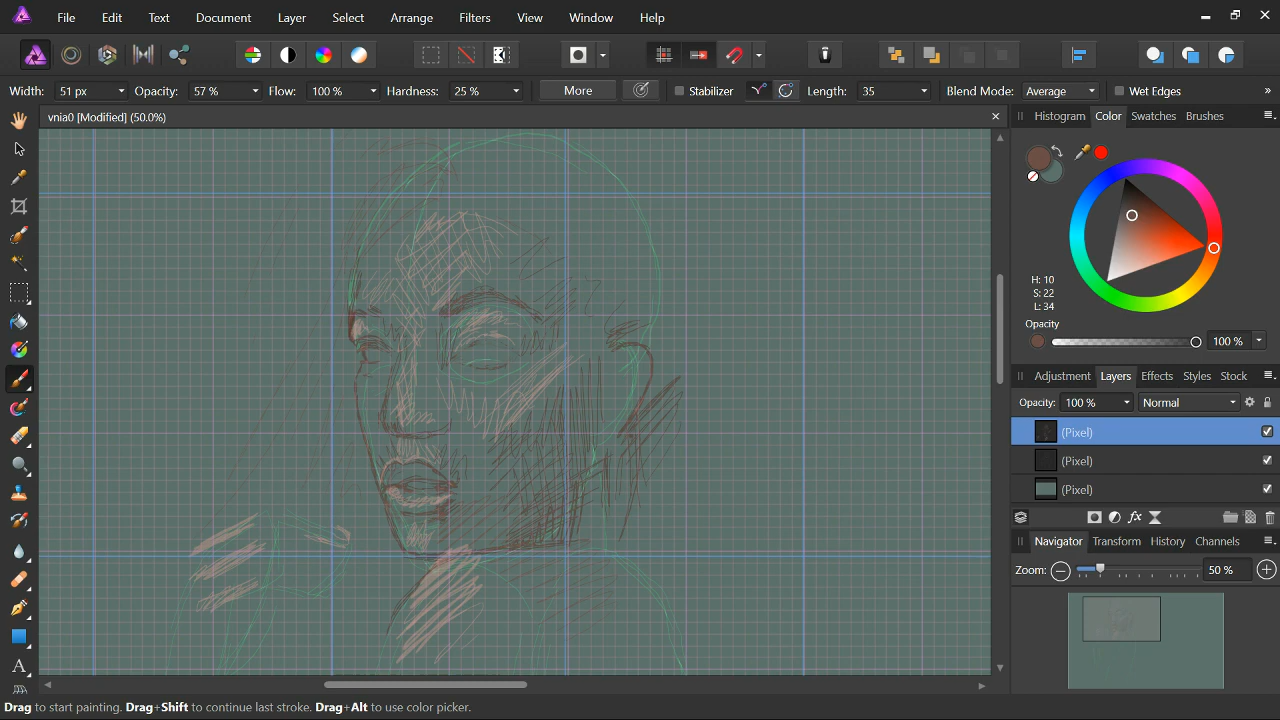 File Edit Text Document Layer Select Arrange Filters View Window Help
Width: 51 px Opacity: 57 % Flow: 100 % Hardness: 25 % More Stabilizer Length: 35 Blend Mode: Average Wet Edges »
vnia0 [Modified] (50.0%)
Histogram Color Swatches Brushes
H: 10
S: 22
L: 34
Opacity
100 %
Adjustment Layers Effects Styles Stock
Opacity: 100 % Normal
(Pixel)
(Pixel)
(Pixel)
fx
Navigator Transform History Channels
Zoom: 50 %
A
Drag to start painting. Drag+Shift to continue last stroke. Drag+Alt to use color picker.